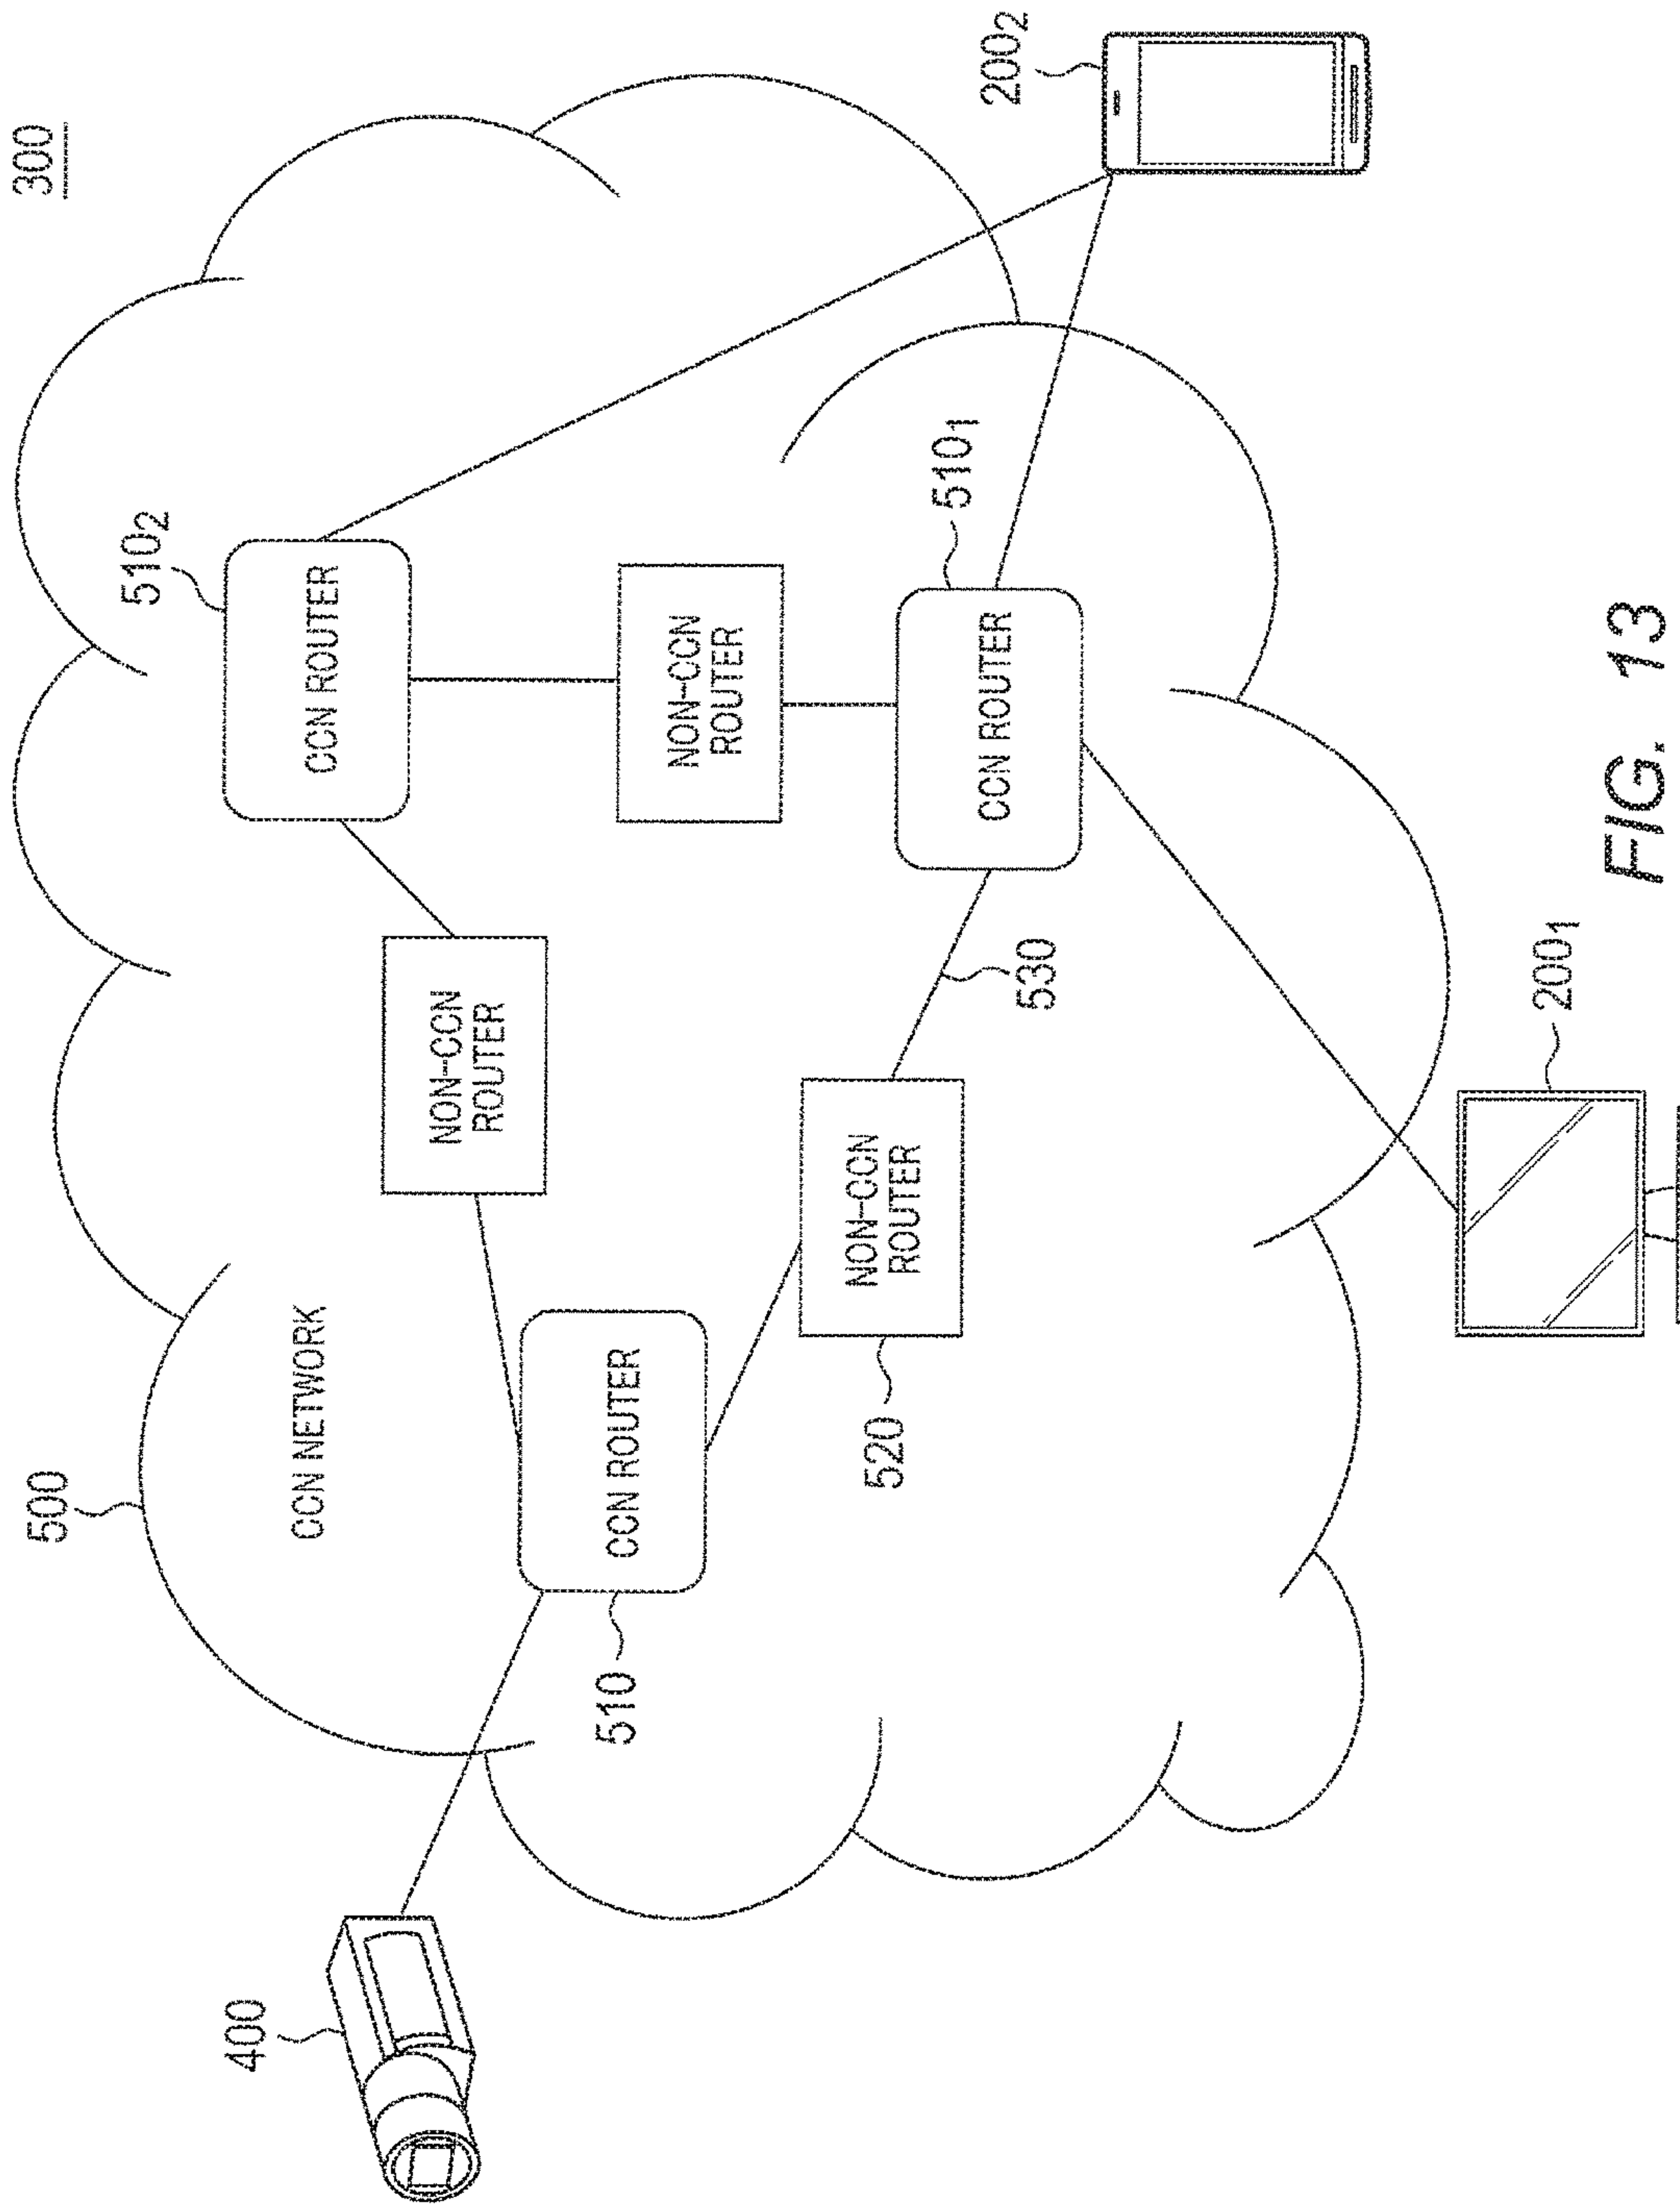 300
500
CCN NETWORK
510₂
CCN ROUTER
400
NON-CCN
ROUTER
200₂
NON-CCN
ROUTER
CCN ROUTER
510
510₁
CCN ROUTER
NON-CCN
ROUTER
520
530
200₁
FIG. 13